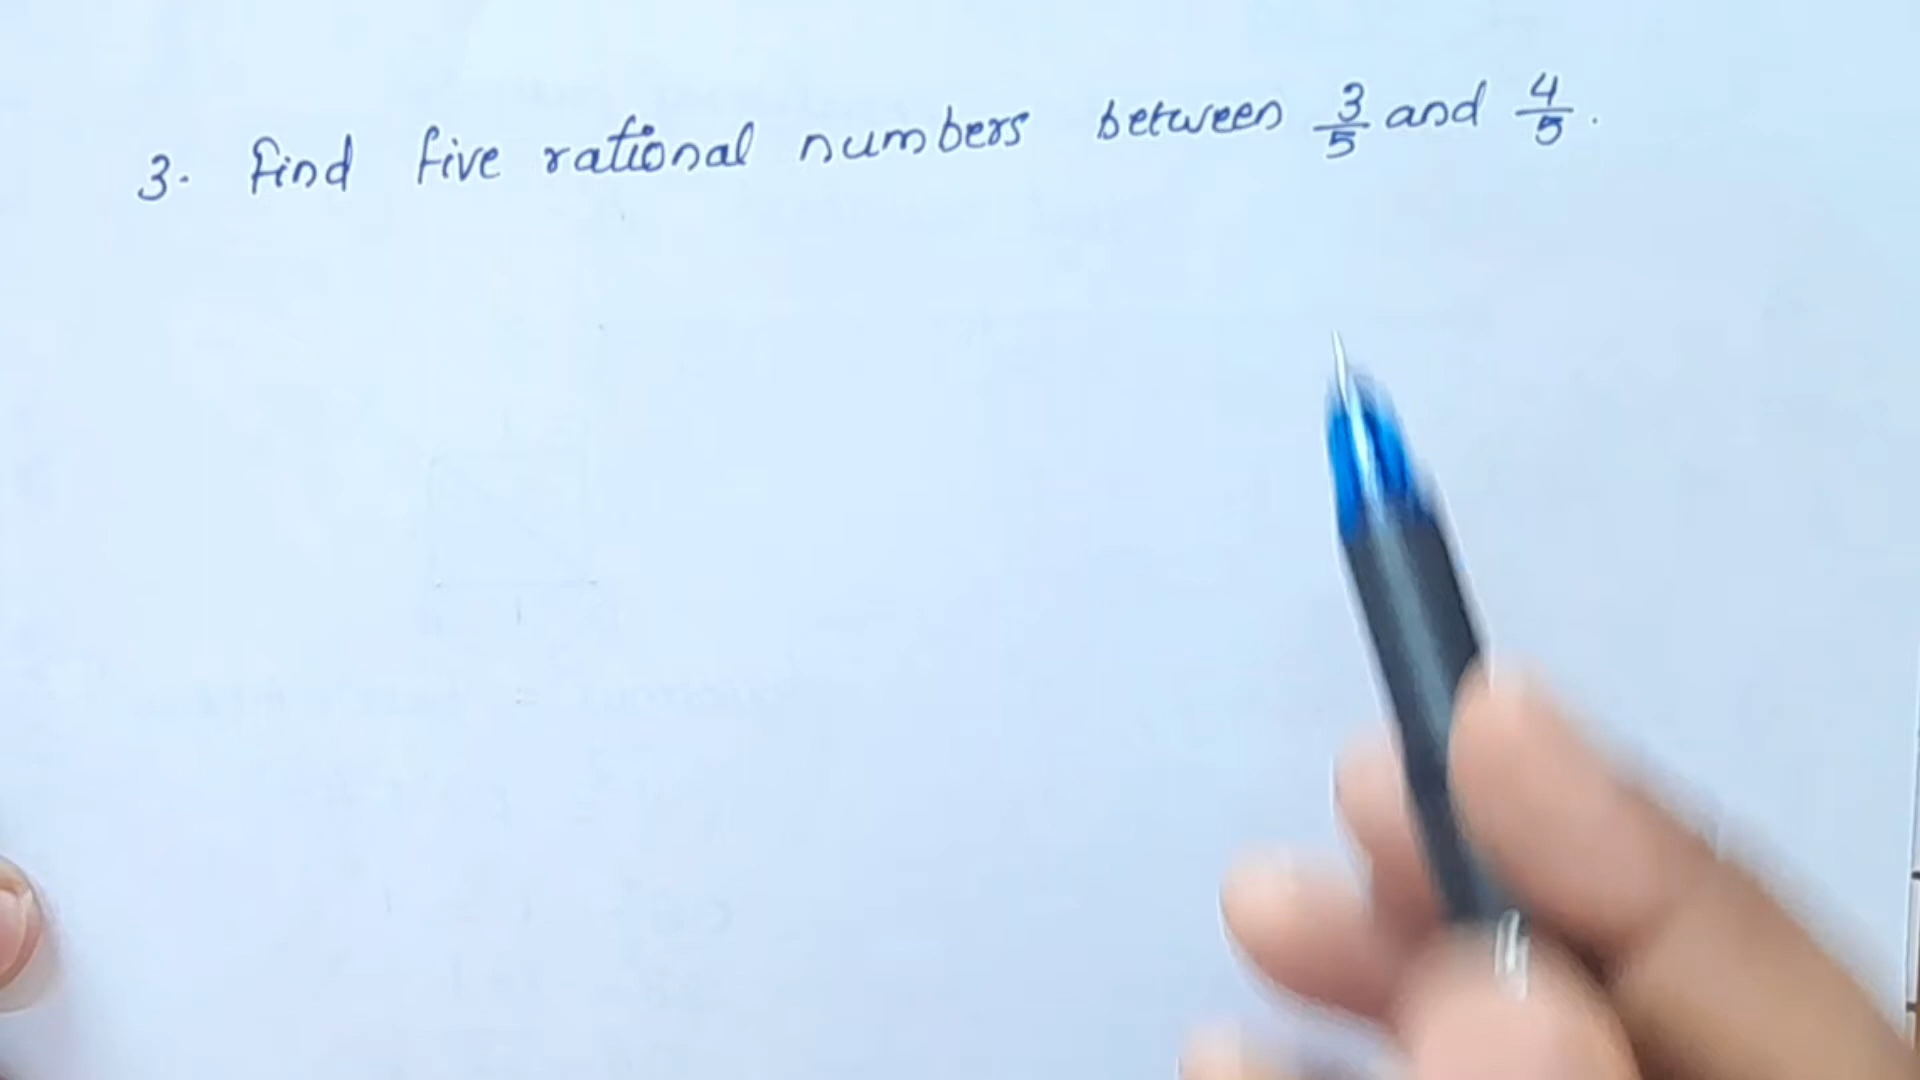 3. Find five rational numbers between 3/5 and 4/5.